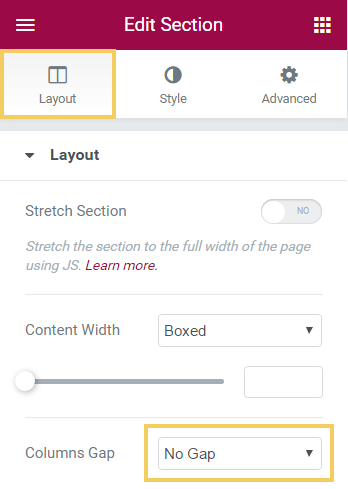 Edit Section
Layout Style Advanced
Layout
Stretch Section NO
Stretch the section to the full width of the page
using JS. Learn more.
Content Width Boxed
Columns Gap No Gap